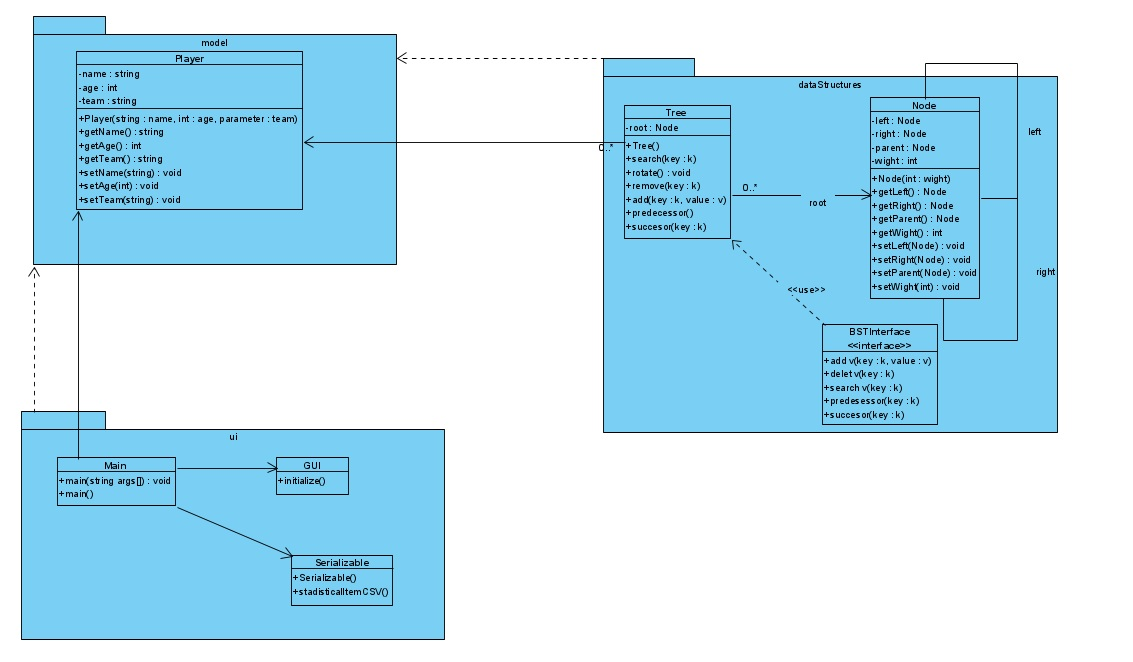 model
Player
-name : string
-age : int
-team : string
+Player(string : name, int : age, parameter : team)
+getName() : string
+getAge() : int
+getTeam() : string
+setName(string) : void
+setAge(int) : void
+setTeam(string) : void
dataStructures
Tree
-root : Node
+Tree()
+search(key : k)
+rotate() : void
+remove(key : k)
+add(key : k, value : v)
+predecessor()
+succesor(key : k)
0..*
0..*
root
Node
-left : Node
-right : Node
-parent : Node
-wight : int
+Node(int : wight)
+getLeft() : Node
+getRight() : Node
+getParent() : Node
+getWight() : int
+setLeft(Node) : void
+setRight(Node) : void
+setParent(Node) : void
+setWight(int) : void
left
right
<<use>>
BSTInterface
<<interface>>
+add v(key : k, value : v)
+delet v(key : k)
+search v(key : k)
+predesessor(key : k)
+succesor(key : k)
ui
Main
+main(string args[]) : void
+main()
GUI
+initialize()
Serializable
+Serializable()
+stadisticalItemCSV()